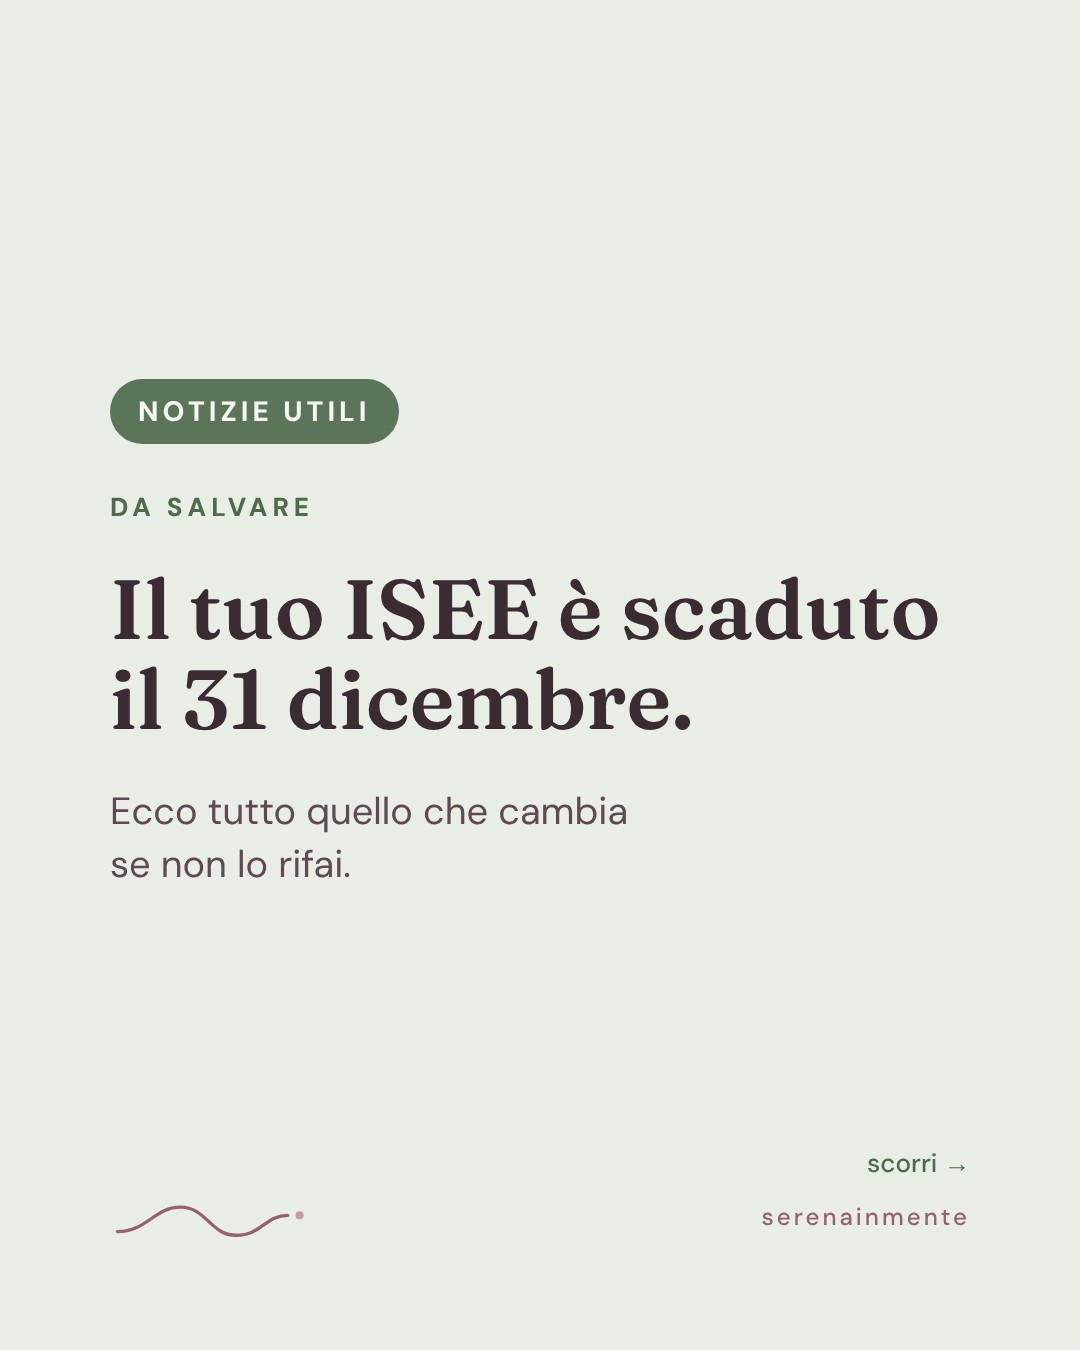 NOTIZIE UTILI
DA SALVARE
Il tuo ISEE è scaduto
il 31 dicembre.
Ecco tutto quello che cambia
se non lo rifai.
scorri →
serenainmente